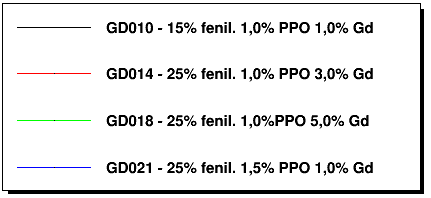 GD010 - 15% fenil. 1,0% PPO 1,0% Gd
GD014 - 25% fenil. 1,0% PPO 3,0% Gd
GD018 - 25% fenil. 1,0%PPO 5,0% Gd
GD021 - 25% fenil. 1,5% PPO 1,0% Gd